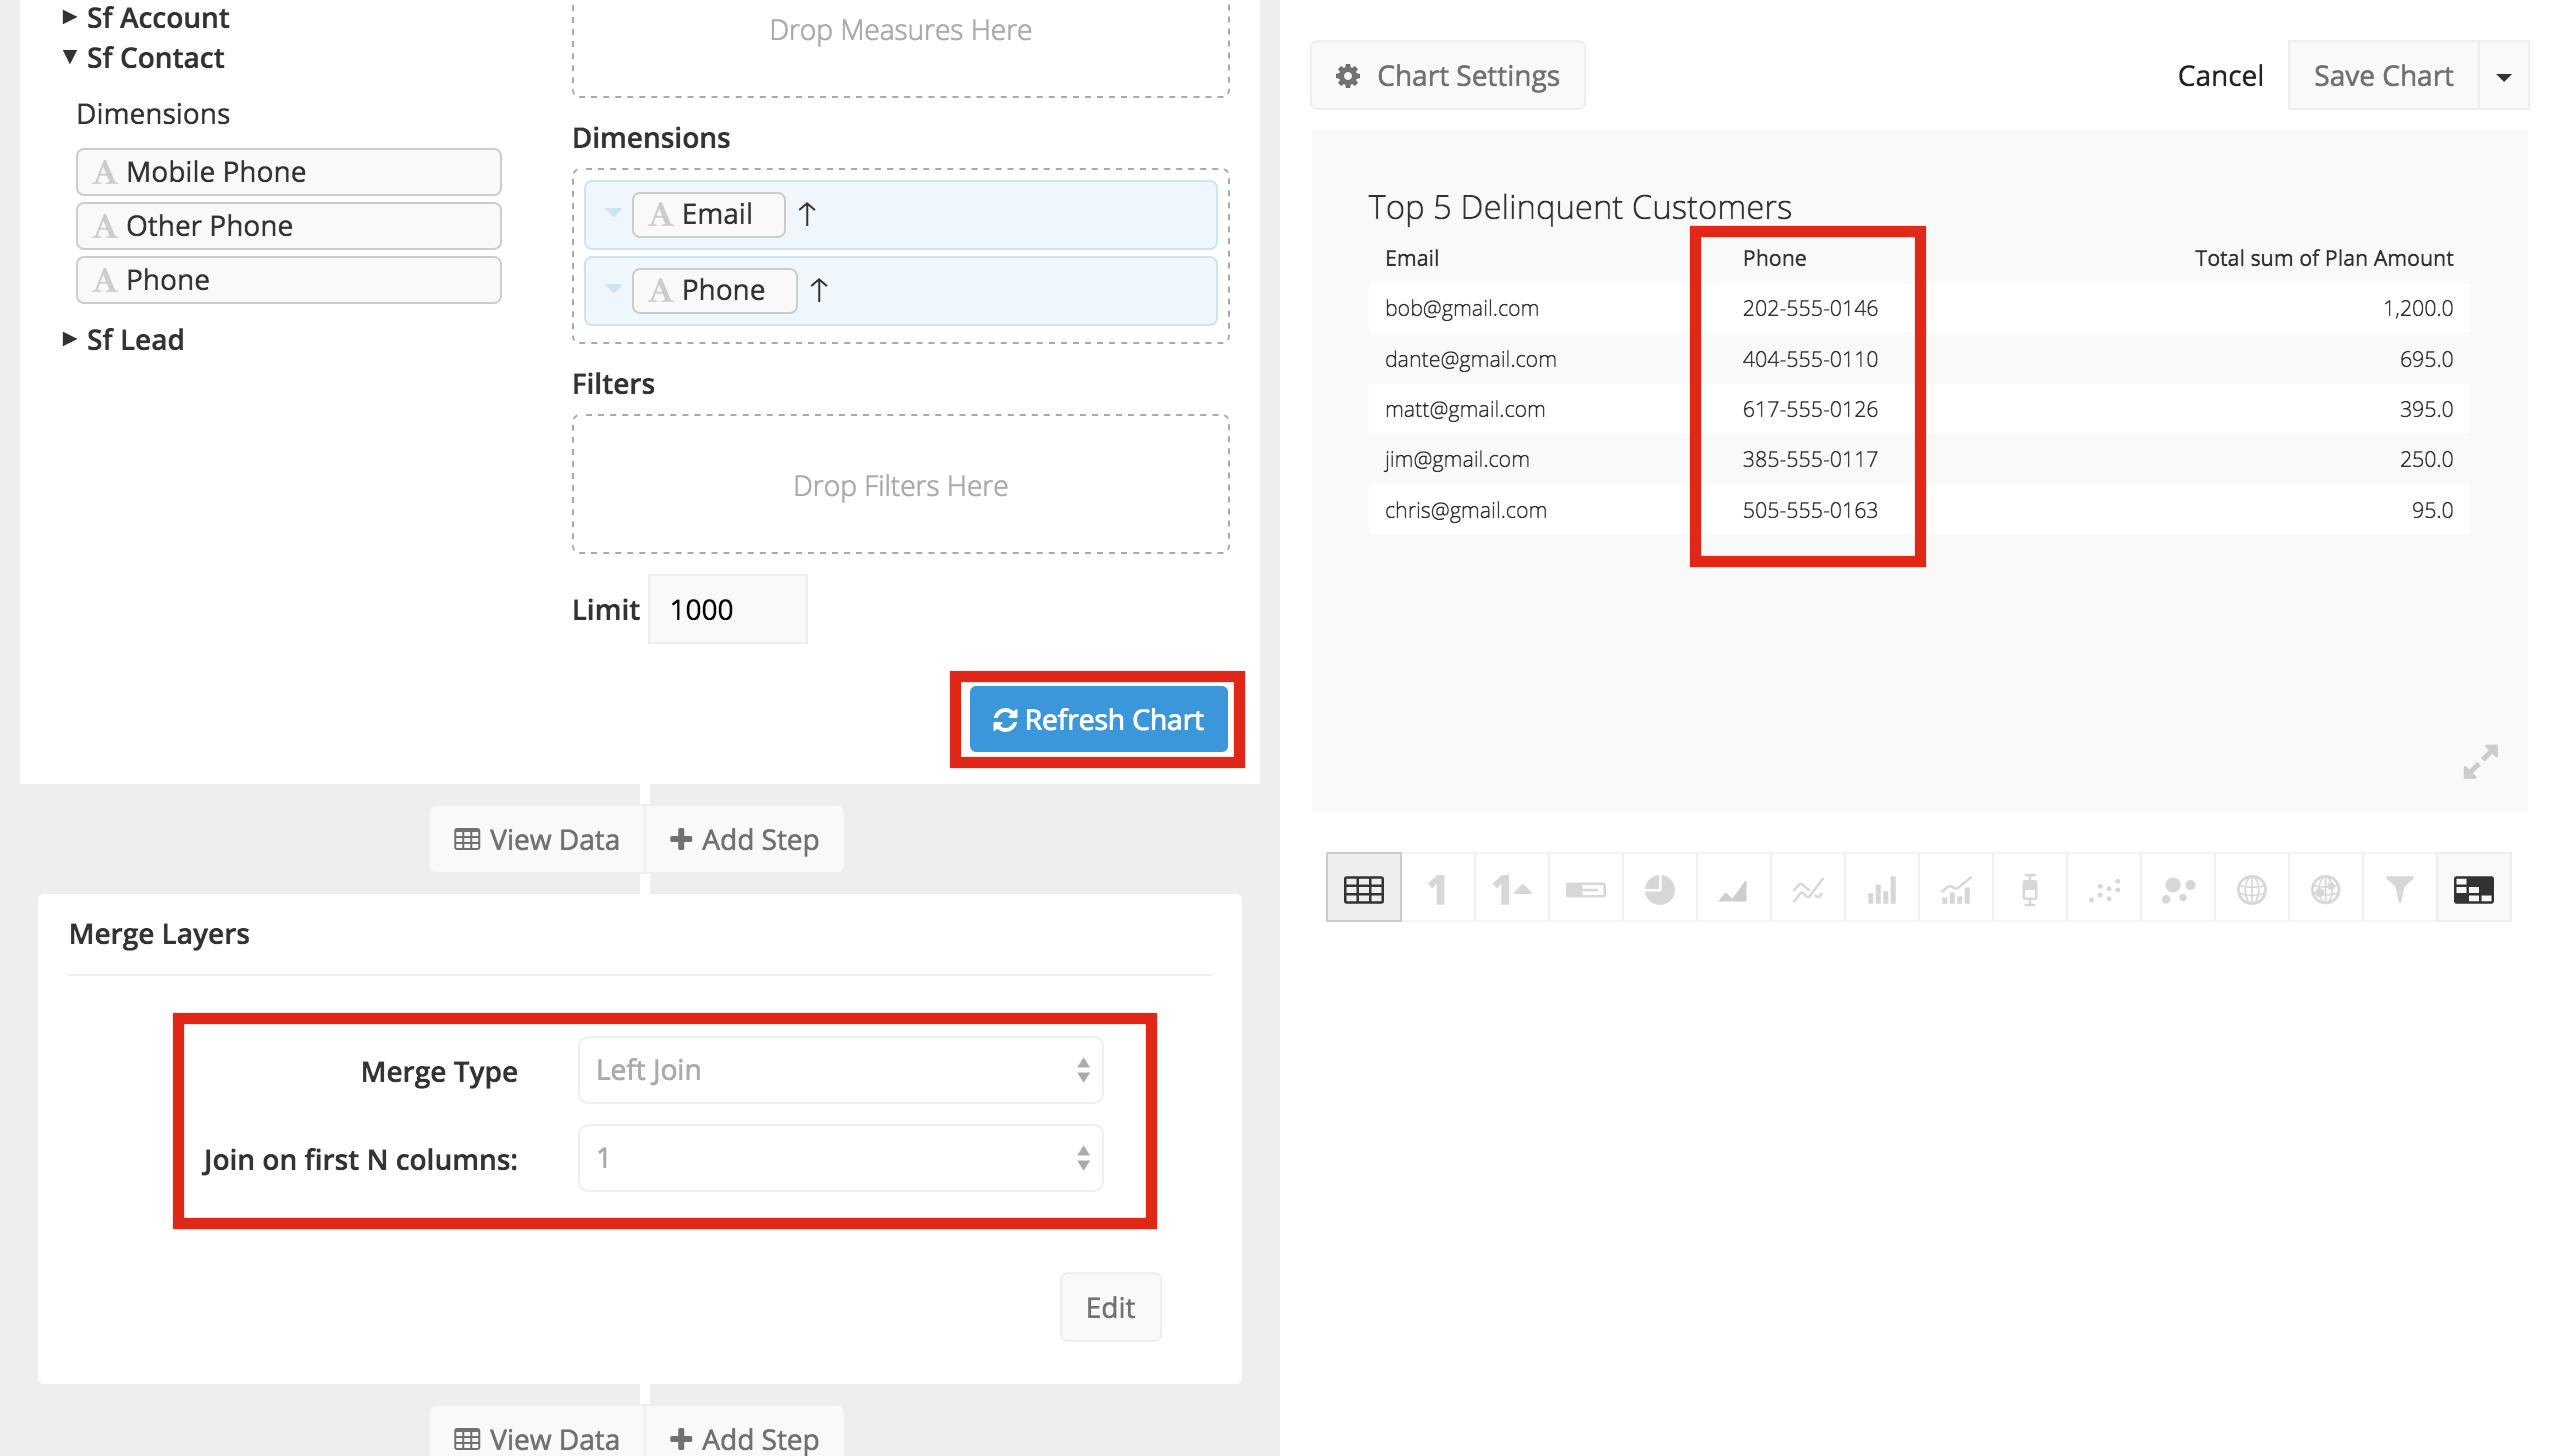 Sf Account
Sf Contact
Dimensions
A Mobile Phone
A Other Phone
A Phone
Sf Lead
Drop Measures Here
Dimensions
A Email ↑
A Phone ↑
Filters
Drop Filters Here
Limit 1000
Refresh Chart
View Data
Add Step
Merge Layers
Merge Type Left Join
Join on first N columns: 1
Edit
View Data
Add Step
Chart Settings
Cancel
Save Chart
Top 5 Delinquent Customers
Email Phone Total sum of Plan Amount
bob@gmail.com 202-555-0146 1,200.0
dante@gmail.com 404-555-0110 695.0
matt@gmail.com 617-555-0126 395.0
jim@gmail.com 385-555-0117 250.0
chris@gmail.com 505-555-0163 95.0
1 1